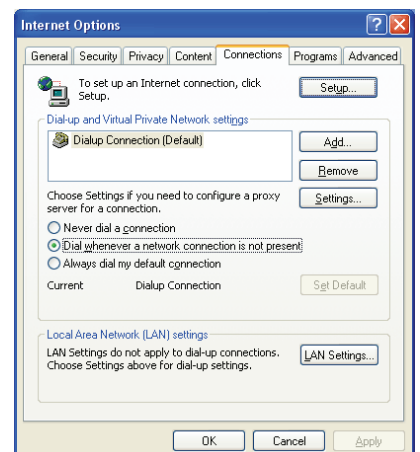 Internet Options
General Security Privacy Content Connections Programs Advanced
To set up an Internet connection, click
Setup.
Setup...
Dial-up and Virtual Private Network settings
Dialup Connection (Default)
Add...
Remove
Choose Settings if you need to configure a proxy
server for a connection.
Settings...
Never dial a connection
Dial whenever a network connection is not present
Always dial my default connection
Current Dialup Connection
Set Default
Local Area Network (LAN) settings
LAN Settings do not apply to dial-up connections.
Choose Settings above for dial-up settings.
LAN Settings...
OK Cancel Apply